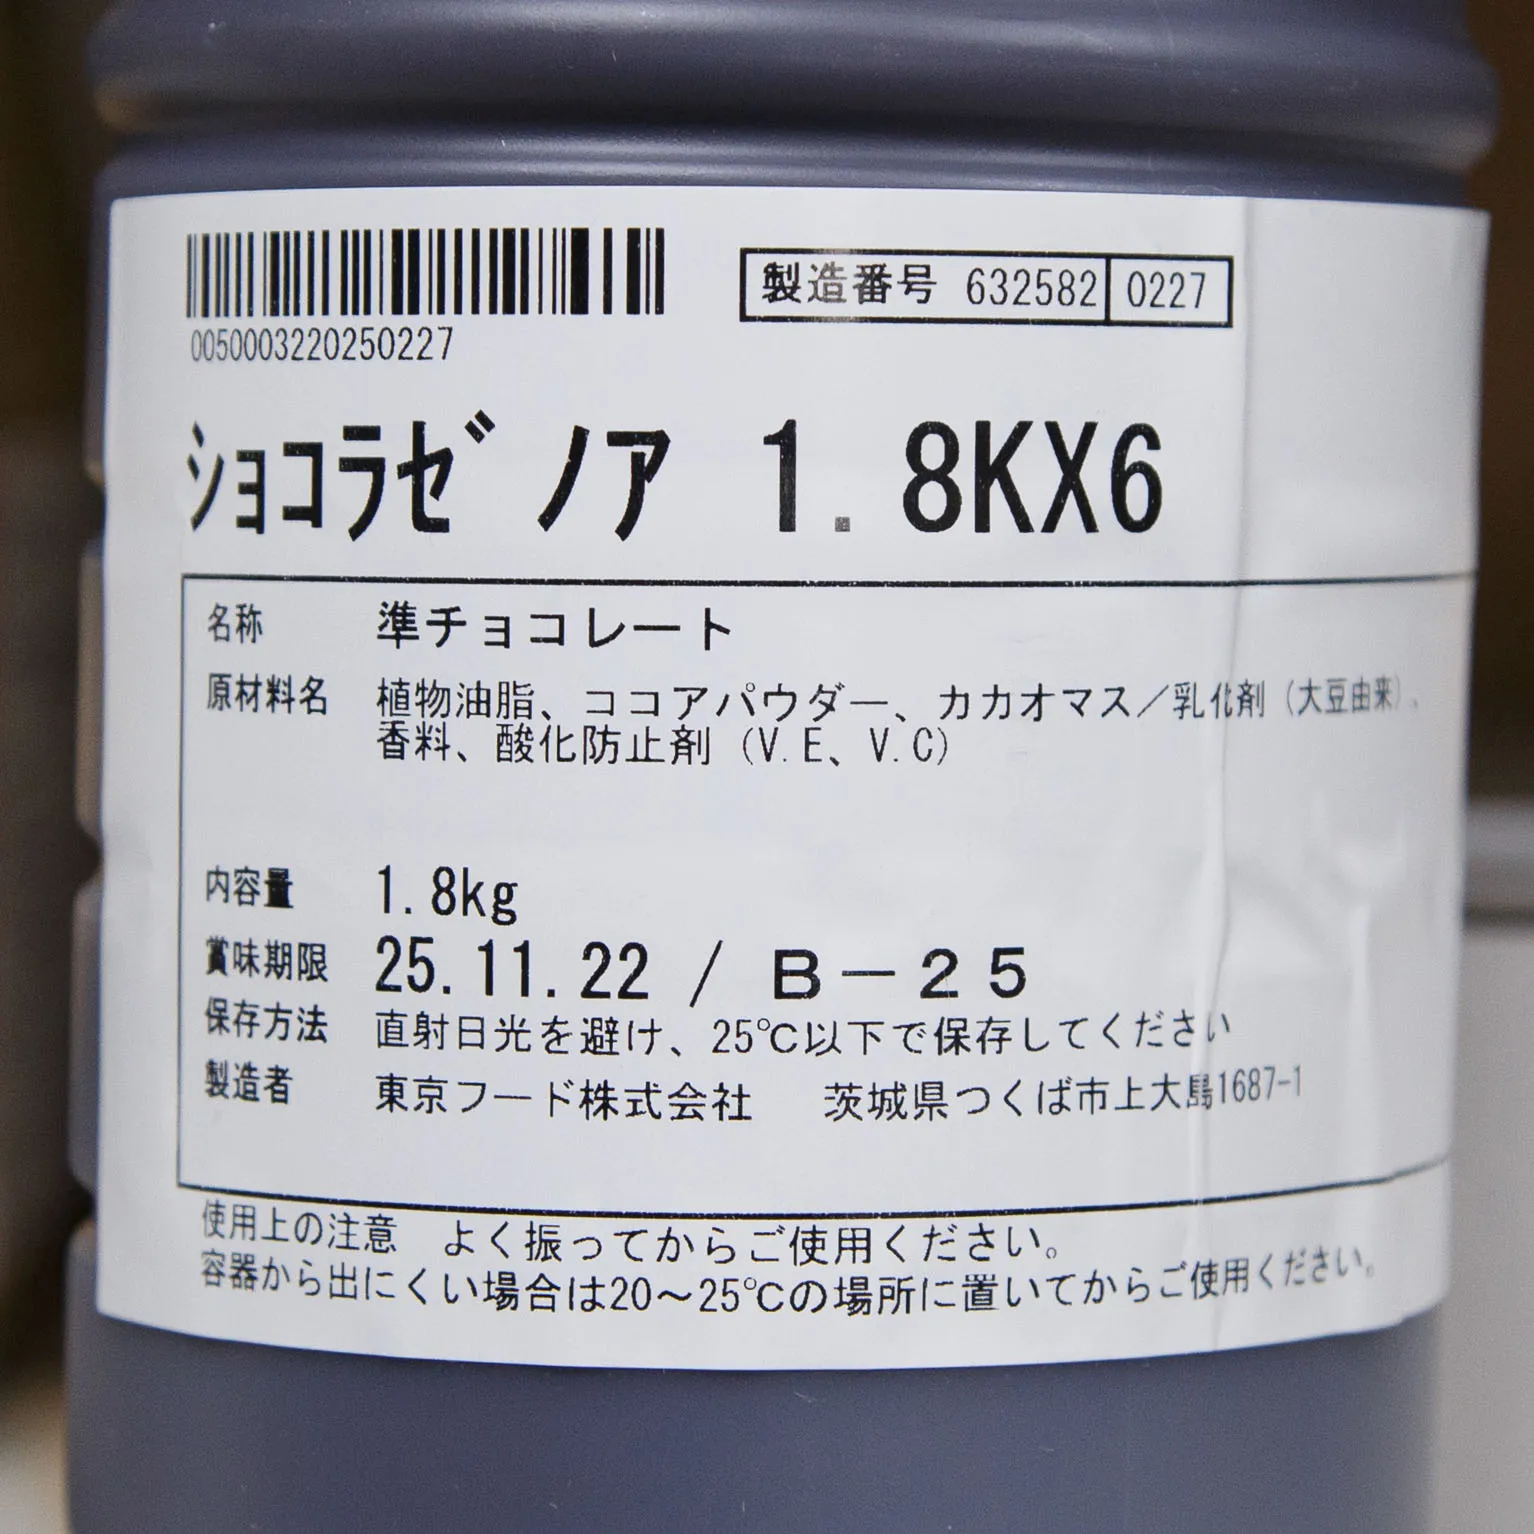 製造番号 632582 0227
0050003220250227
ｼｮｺﾗｾﾞ ﾉｱ 1.8KX6
名称 準チョコレート
原材料名 植物油脂、ココアパウダー、カカオマス／乳化剤（大豆由来）、
香料、酸化防止剤（V.E、V.C）
内容量 1.8kg
賞味期限 25.11.22 / B－25
保存方法 直射日光を避け、25℃以下で保存してください
製造者 東京フード株式会社 茨城県つくば市上大島1687-1
使用上の注意 よく振ってからご使用ください。
容器から出にくい場合は20～25℃の場所に置いてからご使用ください。